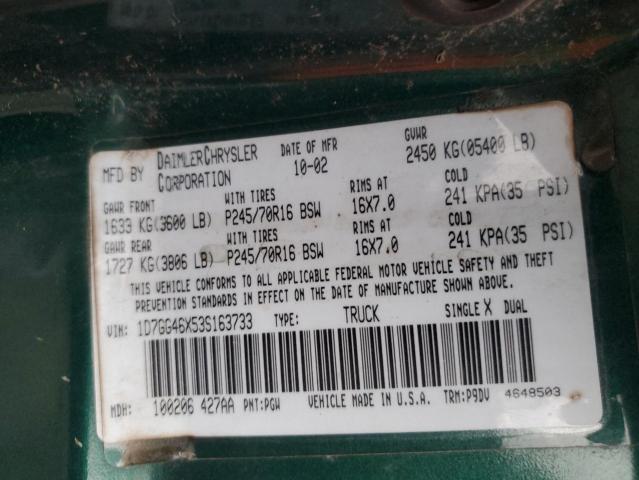 MFD BY DAIMLERCHRYSLER CORPORATION DATE OF MFR 10-02 GVWR 2450 KG(05400 LB)
GAWR FRONT WITH TIRES RIMS AT COLD
1633 KG(3600 LB) P245/70R16 BSW 16X7.0 241 KPA(35 PSI)
GAWR REAR WITH TIRES RIMS AT COLD
1727 KG(3806 LB) P245/70R16 BSW 16X7.0 241 KPA(35 PSI)
THIS VEHICLE CONFORMS TO ALL APPLICABLE FEDERAL MOTOR VEHICLE SAFETY AND THEFT
PREVENTION STANDARDS IN EFFECT ON THE DATE OF MANUFACTURE SHOWN ABOVE.
VIN: 1D7GG46X53S163733 TYPE: TRUCK SINGLE X DUAL
MDH: 100206 427AA PNT:PGW VEHICLE MADE IN U.S.A. TRM:P9DV 4648503